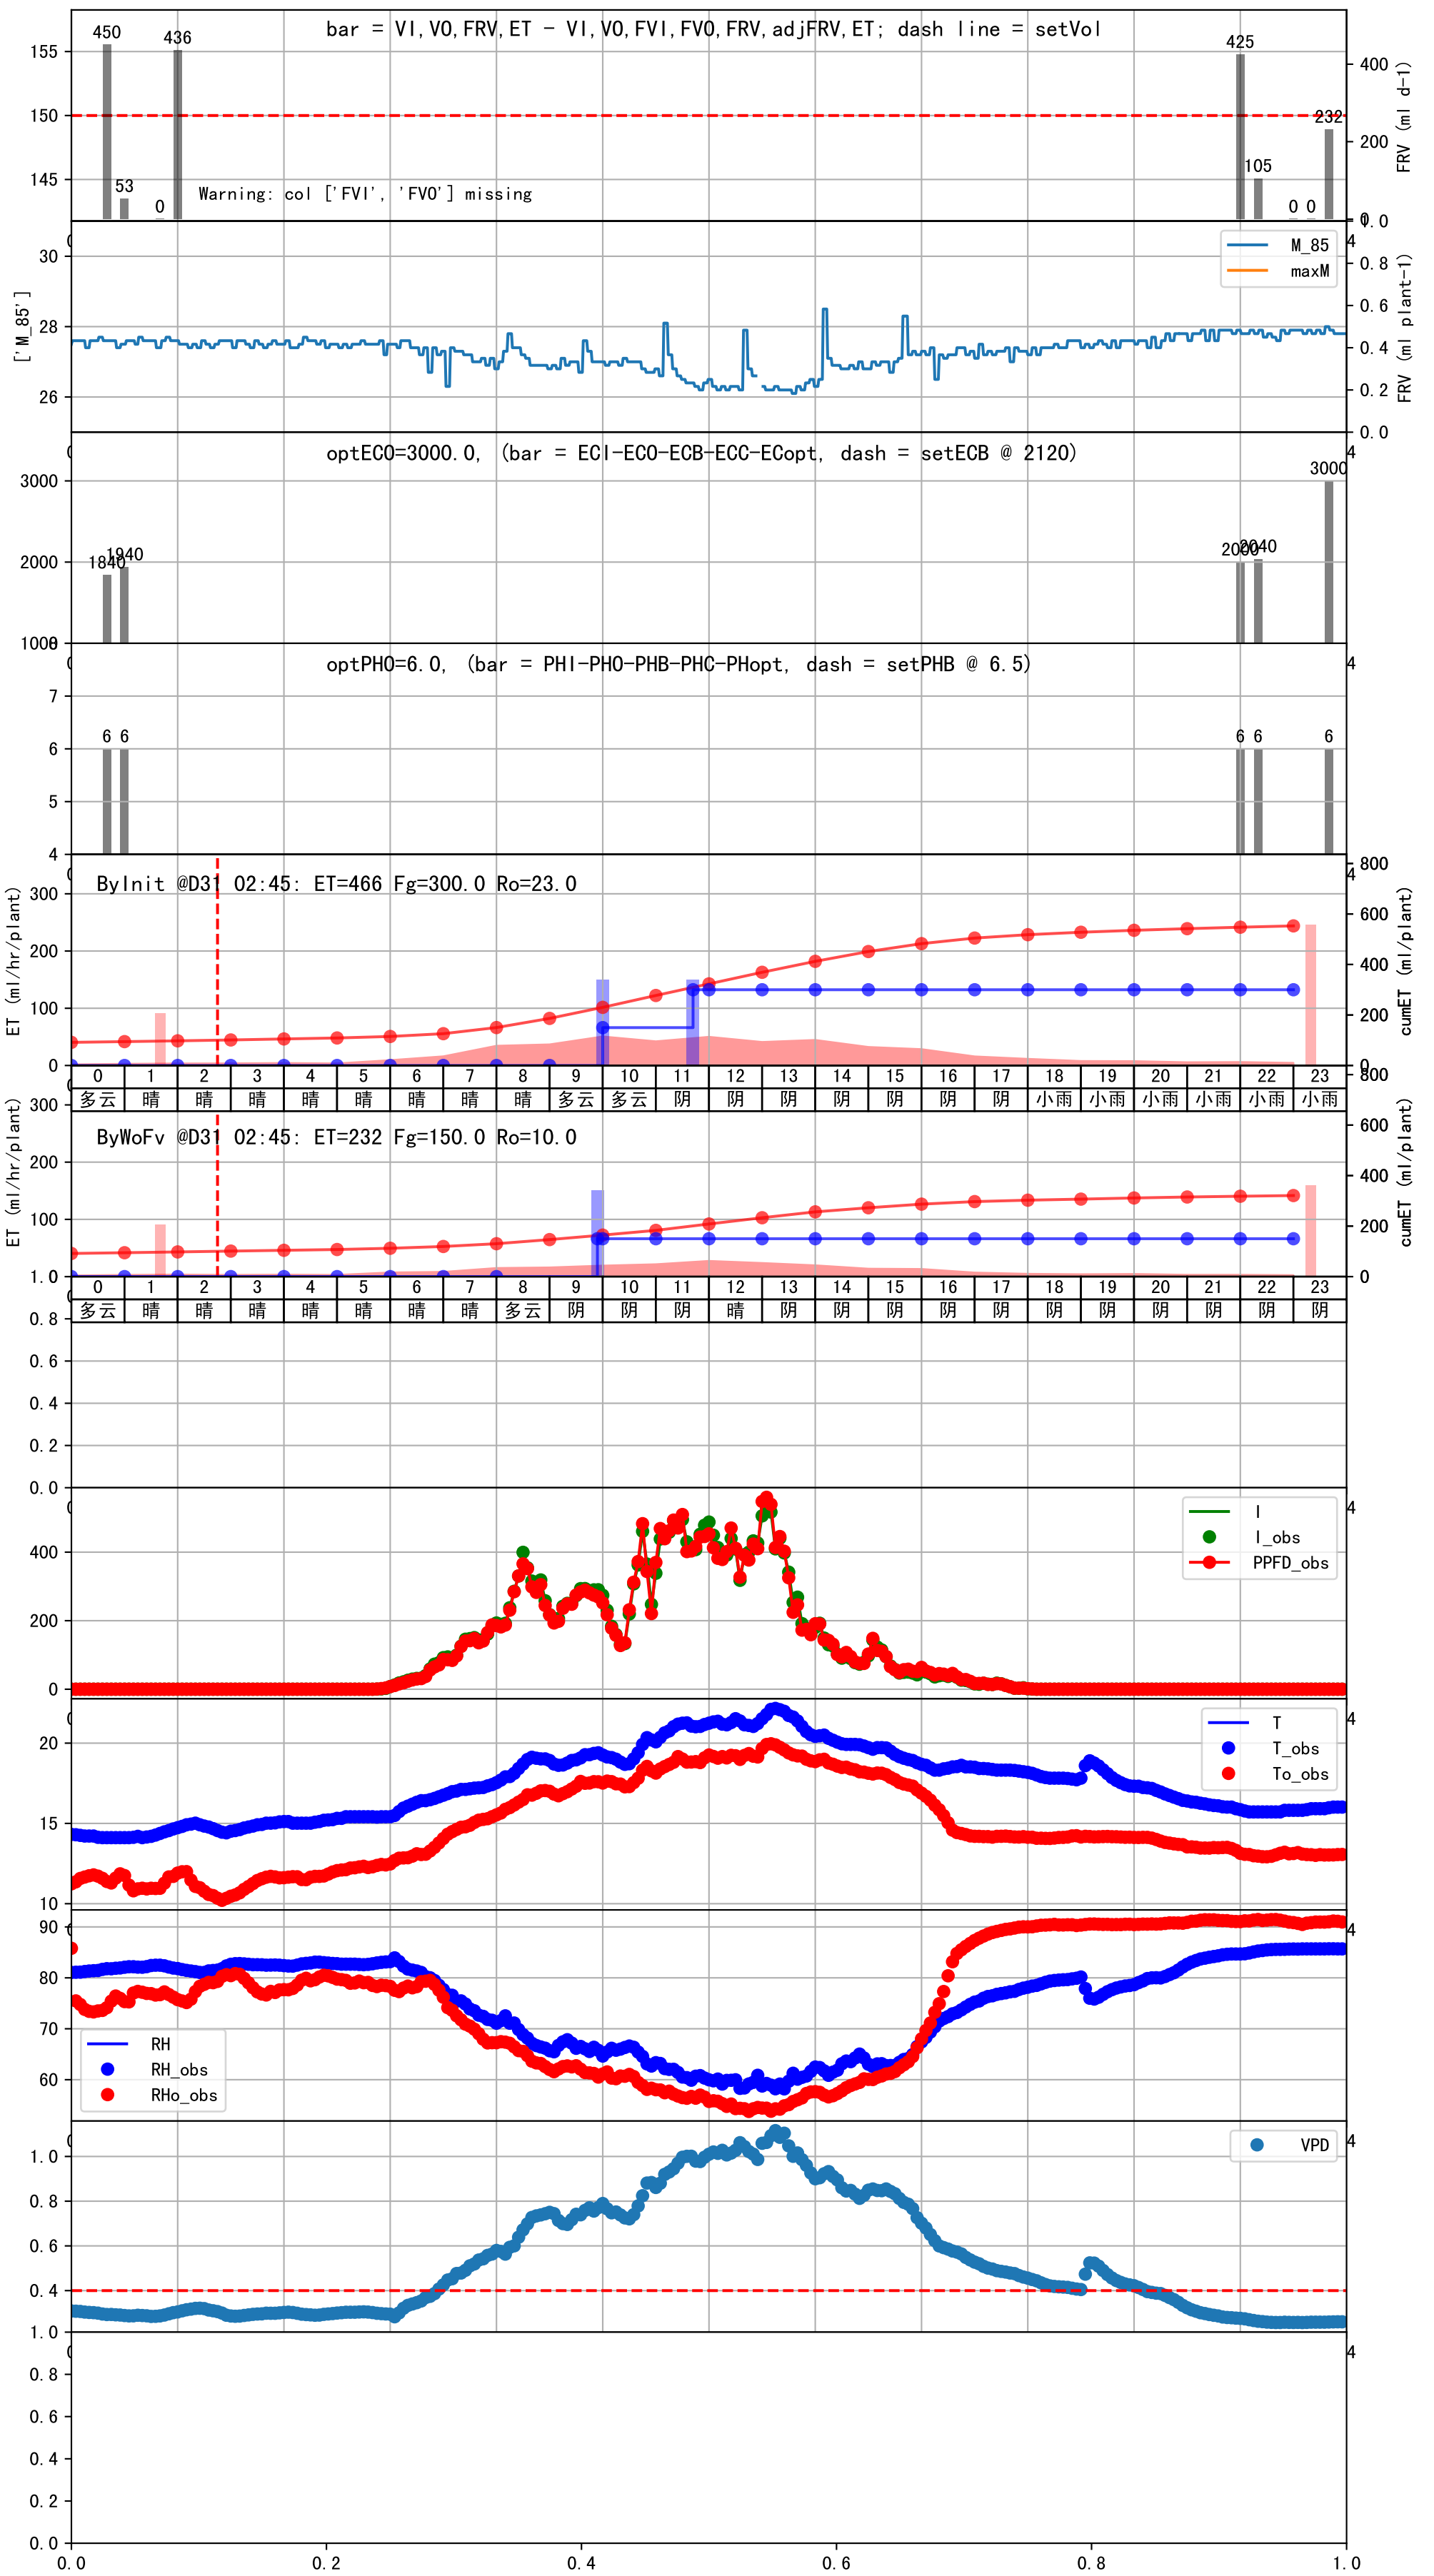 bar = VI,VO,FRV,ET - VI,VO,FVI,FVO,FRV,adjFRV,ET; dash line = setVol
450
436
53
0
425
105
0 0
232
Warning: col ['FVI', 'FVO'] missing
155
150
145
400
200
0
FRV (ml d-1)
M_85
maxM
['M_85']
30
28
26
1.0
0.8
0.6
0.4
0.2
0.0
FRV (ml plant-1)
optECO=3000.0, (bar = ECI-ECO-ECB-ECC-ECopt, dash = setECB @ 2120)
3000
2000
1000
1840
1940
2000
2040
3000
optPHO=6.0, (bar = PHI-PHO-PHB-PHC-PHopt, dash = setPHB @ 6.5)
7
6
5
4
6 6
6 6
6
ByInit @D31 02:45: ET=466 Fg=300.0 Ro=23.0
ET (ml/hr/plant)
300
200
100
0
800
600
400
200
0
cumET (ml/plant)
0 1 2 3 4 5 6 7 8 9 10 11 12 13 14 15 16 17 18 19 20 21 22 23
多云 晴 晴 晴 晴 晴 晴 晴 晴 多云 多云 阴 阴 阴 阴 阴 阴 阴 小雨 小雨 小雨 小雨 小雨 小雨
ByWoFv @D31 02:45: ET=232 Fg=150.0 Ro=10.0
ET (ml/hr/plant)
300
200
100
800
600
400
200
0
cumET (ml/plant)
0 1 2 3 4 5 6 7 8 9 10 11 12 13 14 15 16 17 18 19 20 21 22 23
多云 晴 晴 晴 晴 晴 晴 晴 多云 阴 阴 阴 晴 阴 阴 阴 阴 阴 阴 阴 阴 阴 阴 阴
1.0
0.8
0.6
0.4
0.2
0.0
I
I_obs
PPFD_obs
400
200
0
T
T_obs
To_obs
20
15
10
RH
RH_obs
RHo_obs
90
80
70
60
VPD
1.0
0.8
0.6
0.4
1.0
0.8
0.6
0.4
0.2
0.0
0.0 0.2 0.4 0.6 0.8 1.0